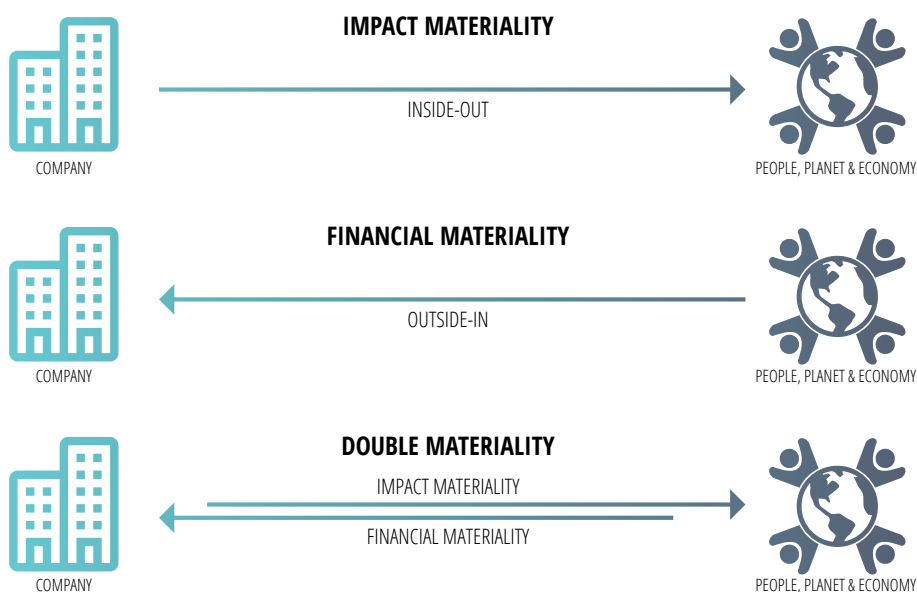 IMPACT MATERIALITY
INSIDE-OUT
COMPANY
PEOPLE, PLANET & ECONOMY
FINANCIAL MATERIALITY
OUTSIDE-IN
COMPANY
PEOPLE, PLANET & ECONOMY
DOUBLE MATERIALITY
IMPACT MATERIALITY
FINANCIAL MATERIALITY
COMPANY
PEOPLE, PLANET & ECONOMY